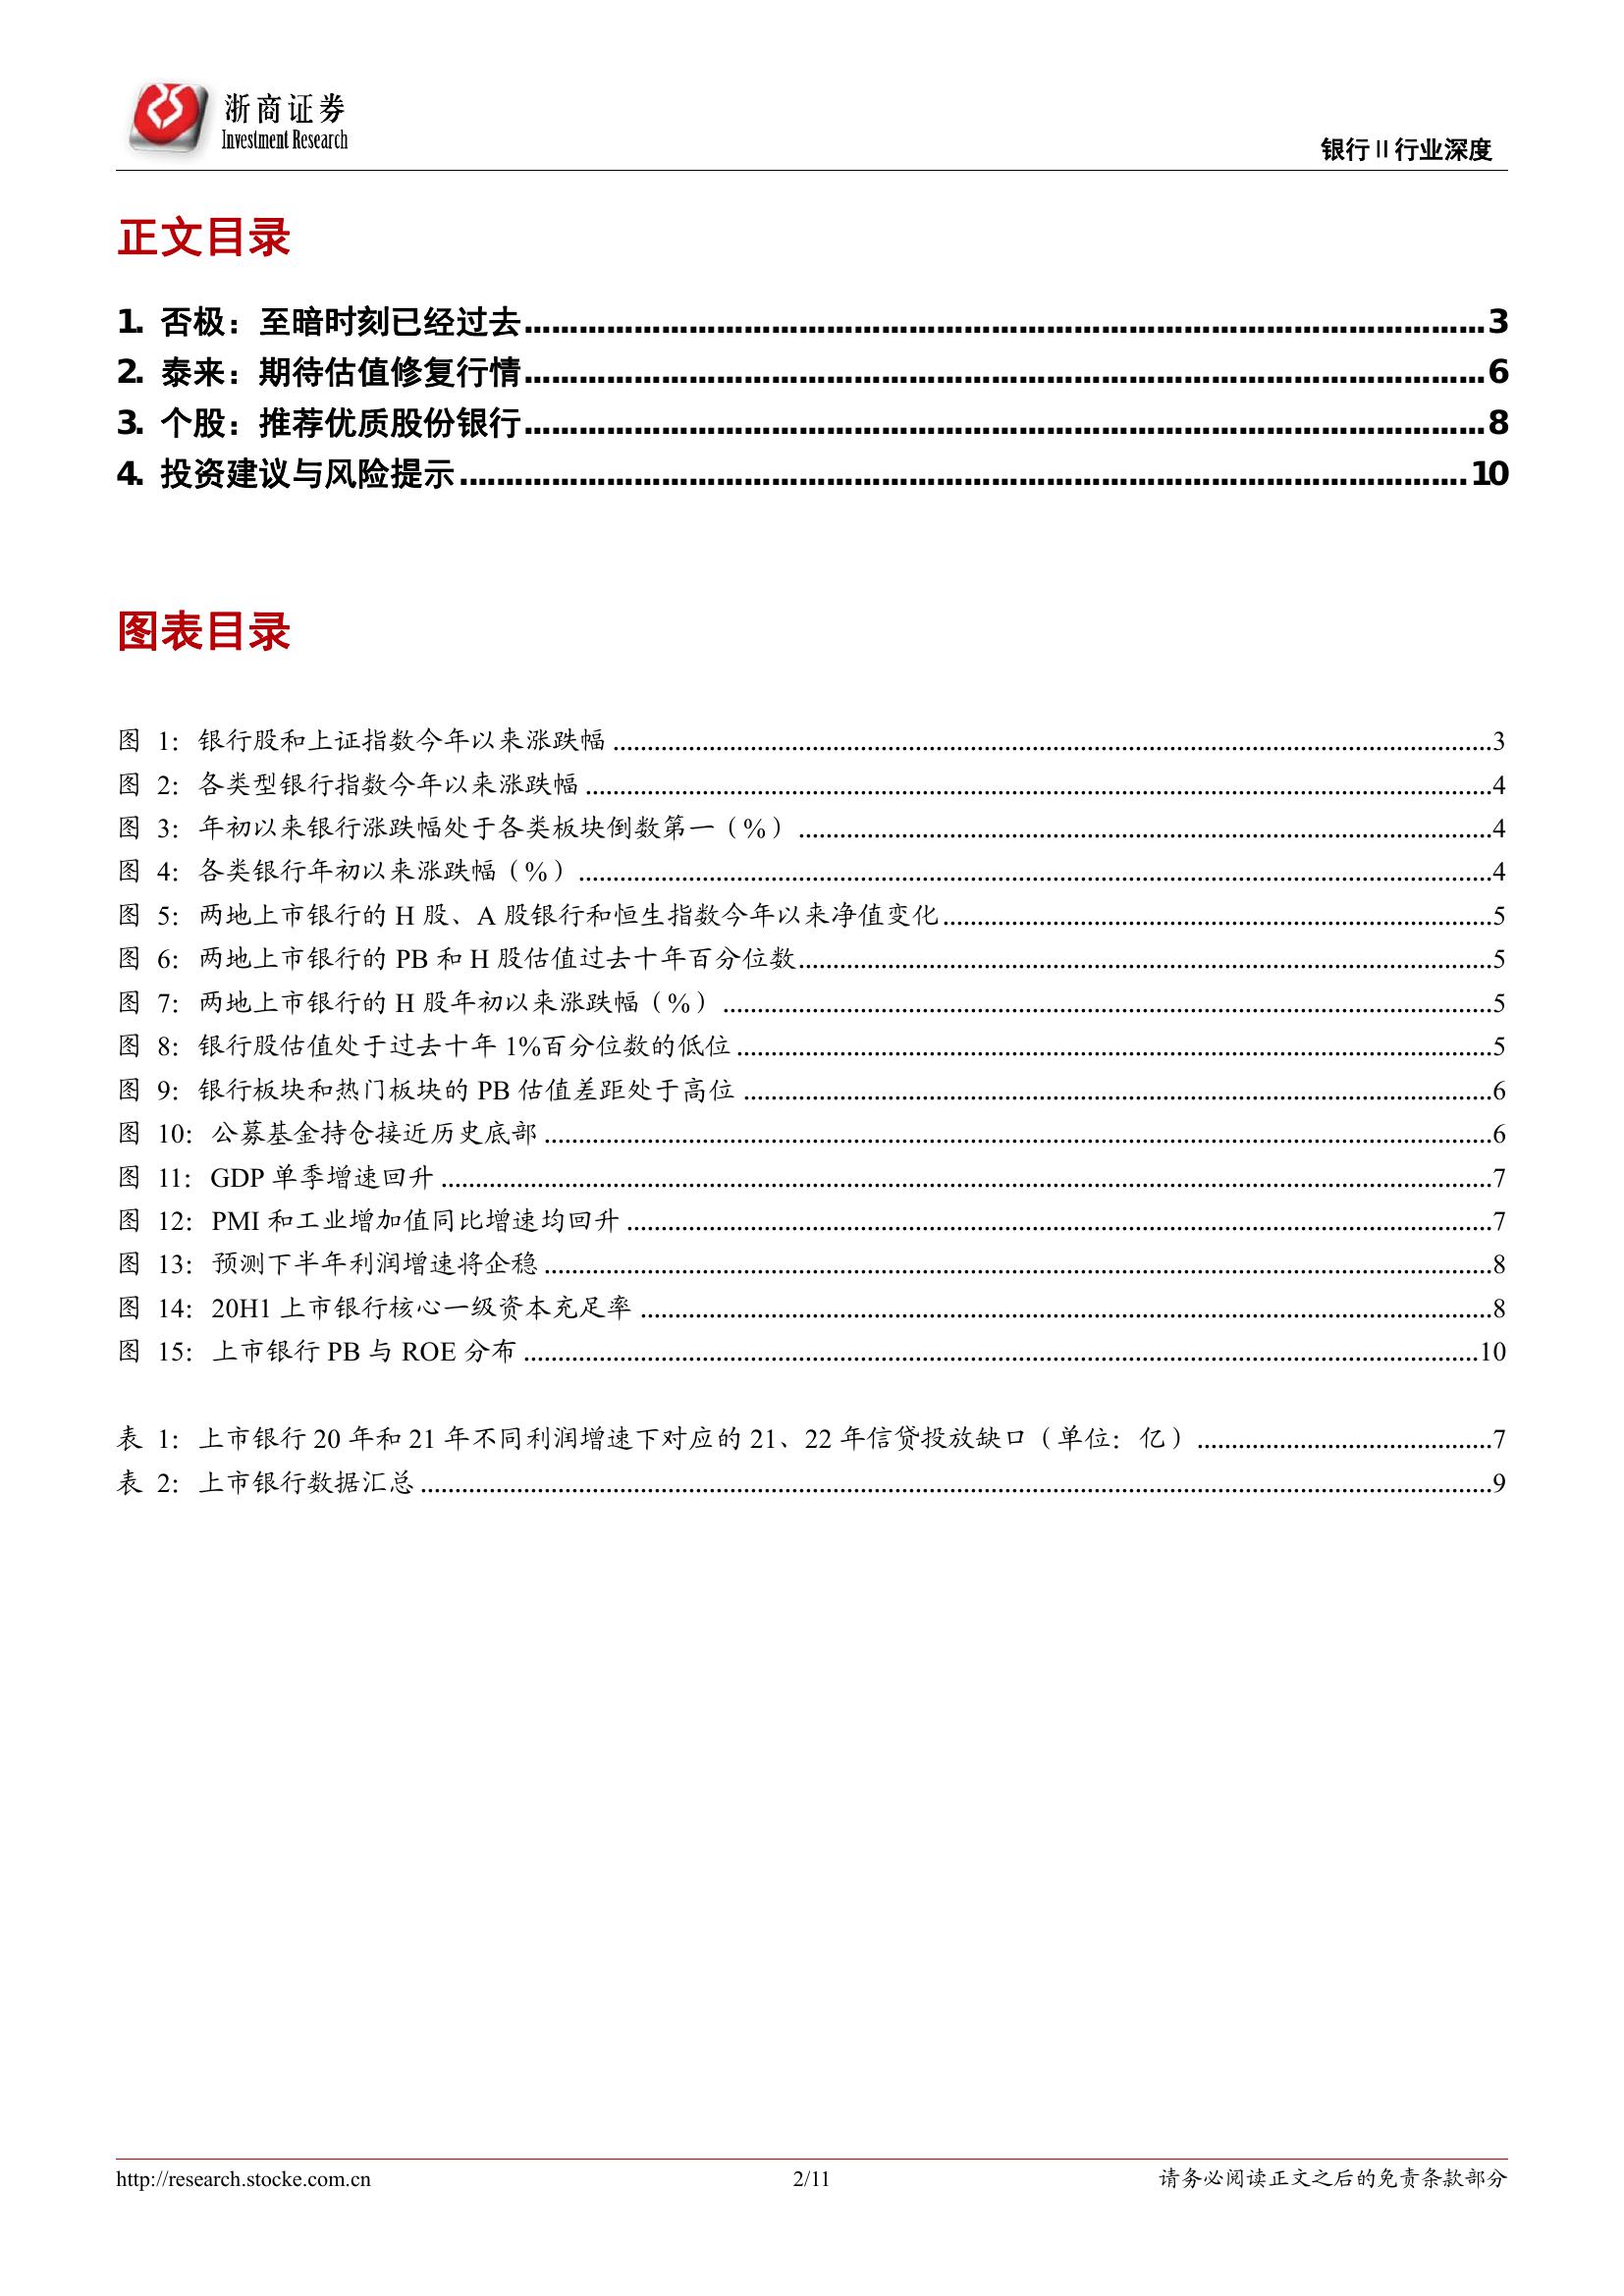 浙商证券
Investment Research
银行Ⅱ行业深度
正文目录
1. 否极：至暗时刻已经过去 3
2. 泰来：期待估值修复行情 6
3. 个股：推荐优质股份银行 8
4. 投资建议与风险提示 10
图表目录
图 1：银行股和上证指数今年以来涨跌幅 3
图 2：各类型银行指数今年以来涨跌幅 4
图 3：年初以来银行涨跌幅处于各类板块倒数第一（%） 4
图 4：各类银行年初以来涨跌幅（%） 4
图 5：两地上市银行的 H 股、A 股银行和恒生指数今年以来净值变化 5
图 6：两地上市银行的 PB 和 H 股估值过去十年百分位数 5
图 7：两地上市银行的 H 股年初以来涨跌幅（%） 5
图 8：银行股估值处于过去十年 1%百分位数的低位 5
图 9：银行板块和热门板块的 PB 估值差距处于高位 6
图 10：公募基金持仓接近历史底部 6
图 11：GDP 单季增速回升 7
图 12：PMI 和工业增加值同比增速均回升 7
图 13：预测下半年利润增速将企稳 8
图 14：20H1 上市银行核心一级资本充足率 8
图 15：上市银行 PB 与 ROE 分布 10
表 1：上市银行 20 年和 21 年不同利润增速下对应的 21、22 年信贷投放缺口（单位：亿） 7
表 2：上市银行数据汇总 9
http://research.stocke.com.cn
2/11
请务必阅读正文之后的免责条款部分